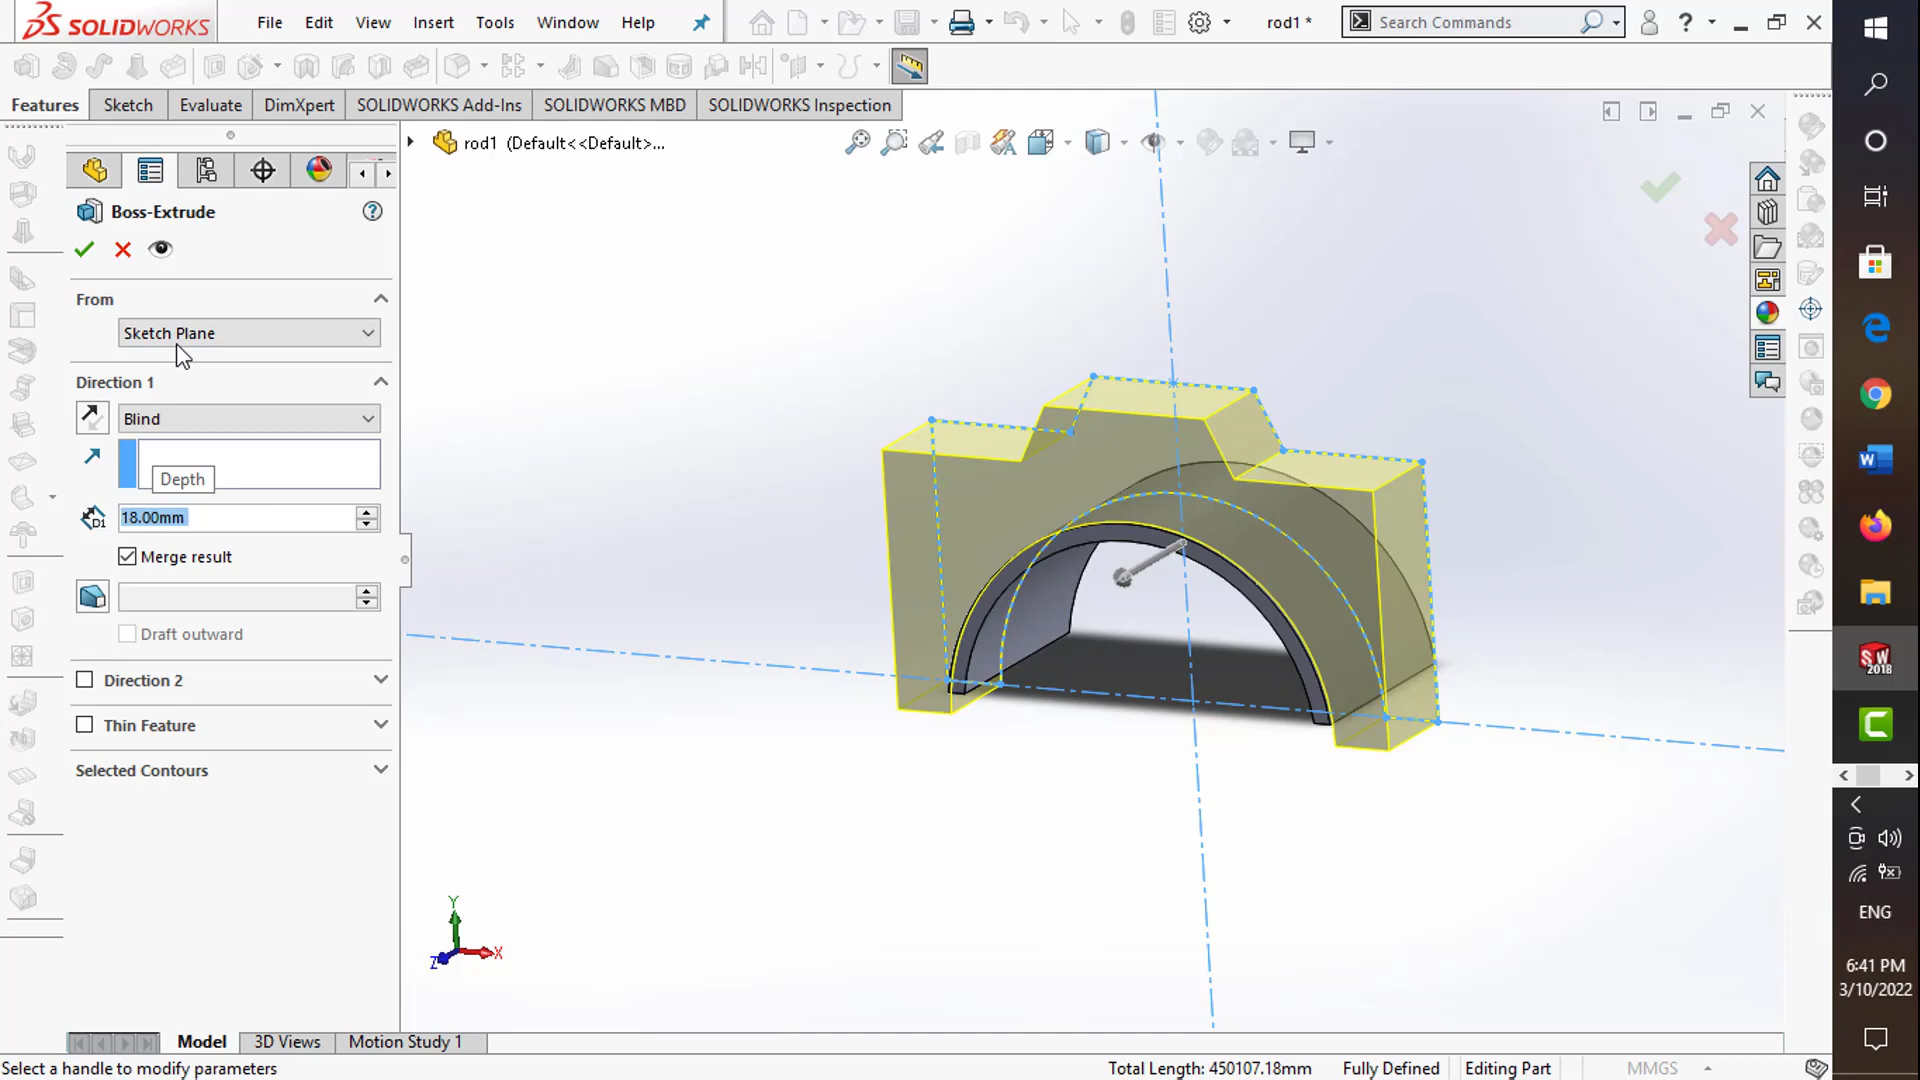 SOLIDWORKS
File
Edit
View
Insert
Tools
Window
Help
rod1 *
Search Commands
?
Features
Sketch
Evaluate
DimXpert
SOLIDWORKS Add-Ins
SOLIDWORKS MBD
SOLIDWORKS Inspection
rod1 (Default<<Default>...
Boss-Extrude
From
Sketch Plane
Direction 1
Blind
Depth
D1
18.00mm
Merge result
Draft outward
Direction 2
Thin Feature
Selected Contours
Y
X
Z
Model
3D Views
Motion Study 1
Select a handle to modify parameters
Total Length: 450107.18mm
Fully Defined
Editing Part
MMGS
SW
2018
ENG
6:41 PM
3/10/2022